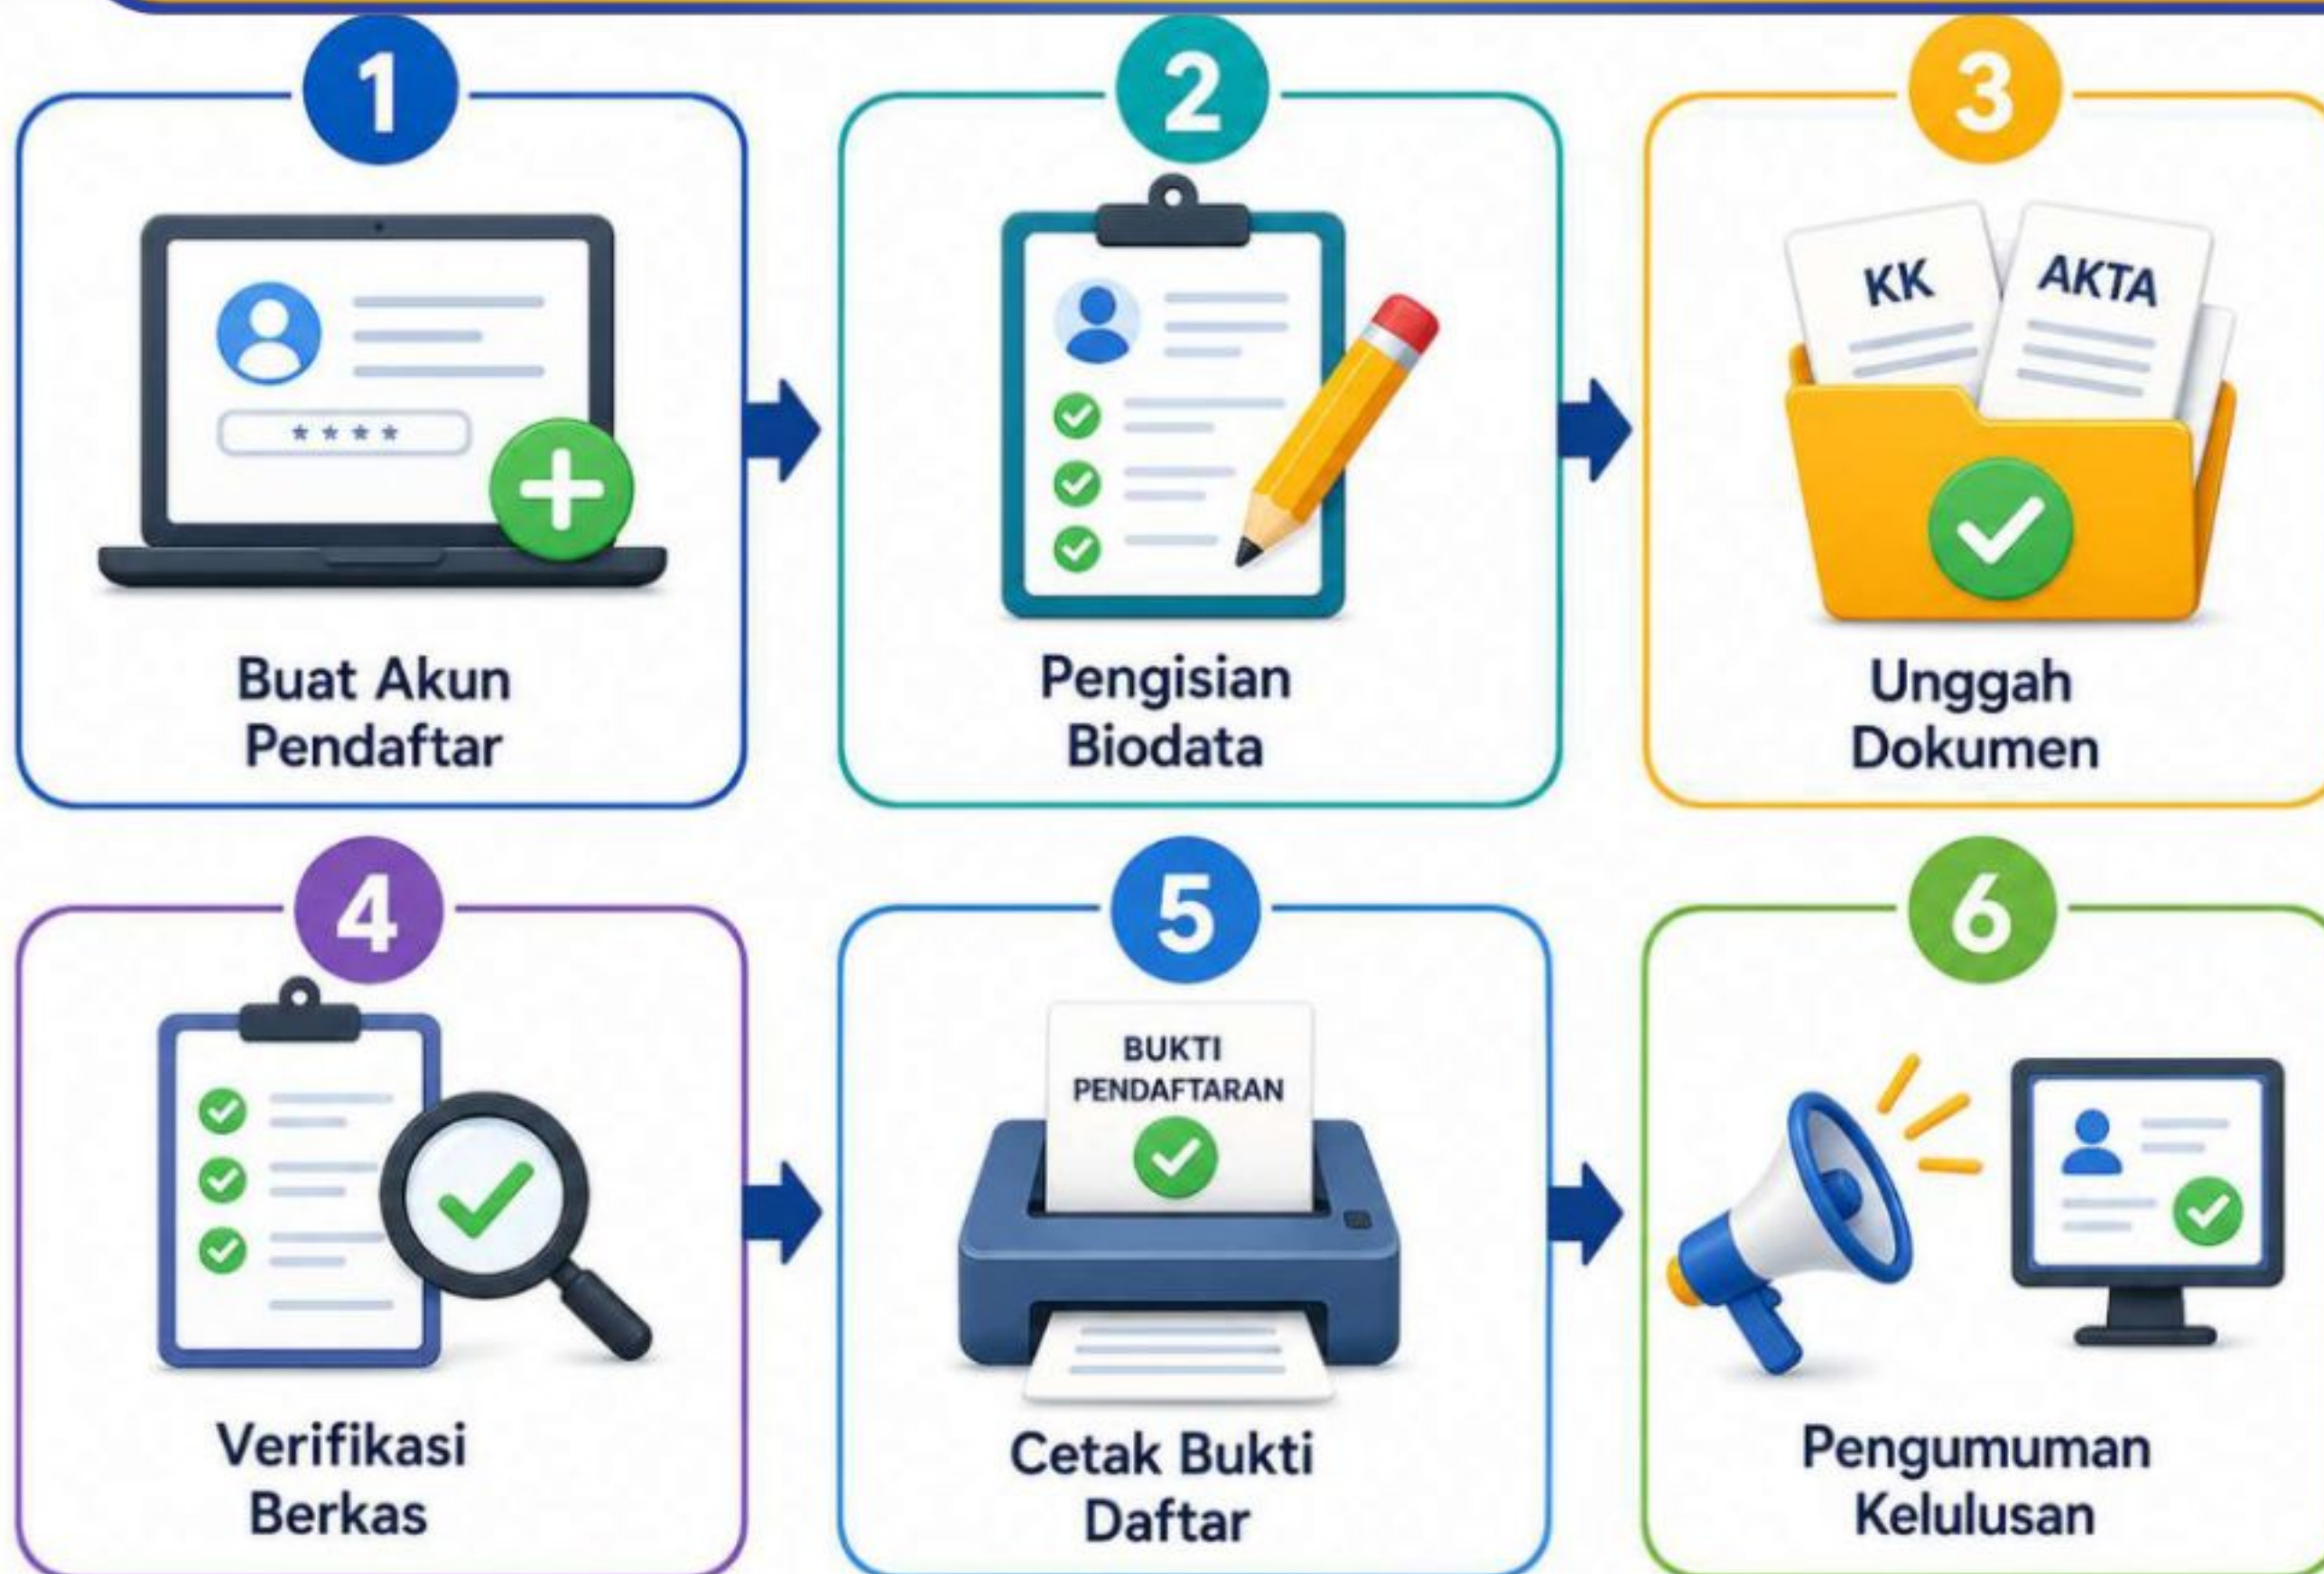 1
2
3
KK
AKTA
****
Buat Akun
Pendaftar
Pengisian
Biodata
Unggah
Dokumen
4
5
6
BUKTI
PENDAFTARAN
Verifikasi
Berkas
Cetak Bukti
Daftar
Pengumuman
Kelulusan